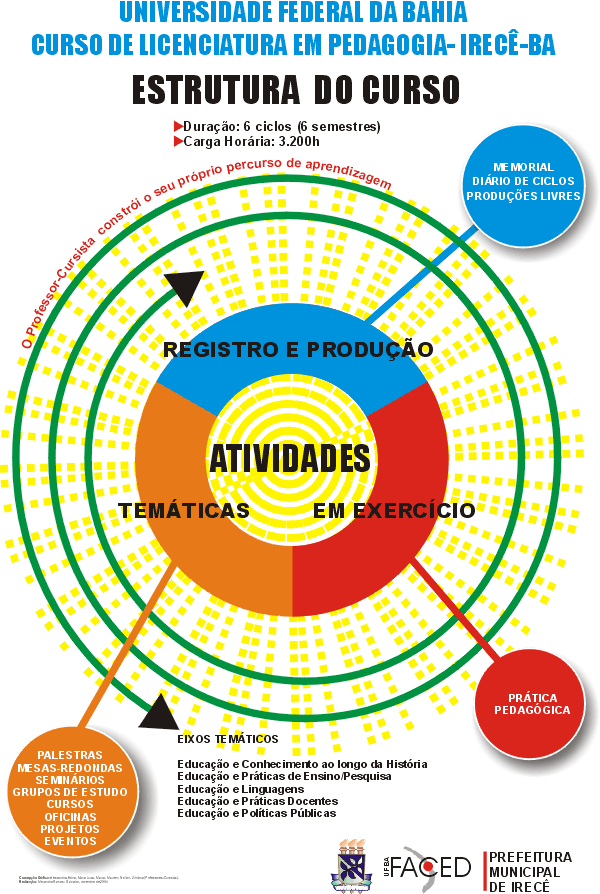 UNIVERSIDADE FEDERAL DA BAHIA
CURSO DE LICENCIATURA EM PEDAGOGIA- IRECÊ-BA
ESTRUTURA DO CURSO
Duração: 6 ciclos (6 semestres)
Carga Horária: 3.200h
O Professor-Cursista constrói o seu próprio percurso de aprendizagem
MEMORIAL
DIÁRIO DE CICLOS
PRODUÇÕES LIVRES
REGISTRO E PRODUÇÃO
ATIVIDADES
TEMÁTICAS
EM EXERCÍCIO
PRÁTICA
PEDAGÓGICA
PALESTRAS
MESAS-REDONDAS
SEMINÁRIOS
GRUPOS DE ESTUDO
CURSOS
OFICINAS
PROJETOS
EVENTOS
EIXOS TEMÁTICOS
Educação e Conhecimento ao longo da História
Educação e Práticas de Ensino/Pesquisa
Educação e Linguagens
Educação e Práticas Docentes
Educação e Políticas Públicas
UFBA
FACED
PREFEITURA
MUNICIPAL
DE IRECÊ